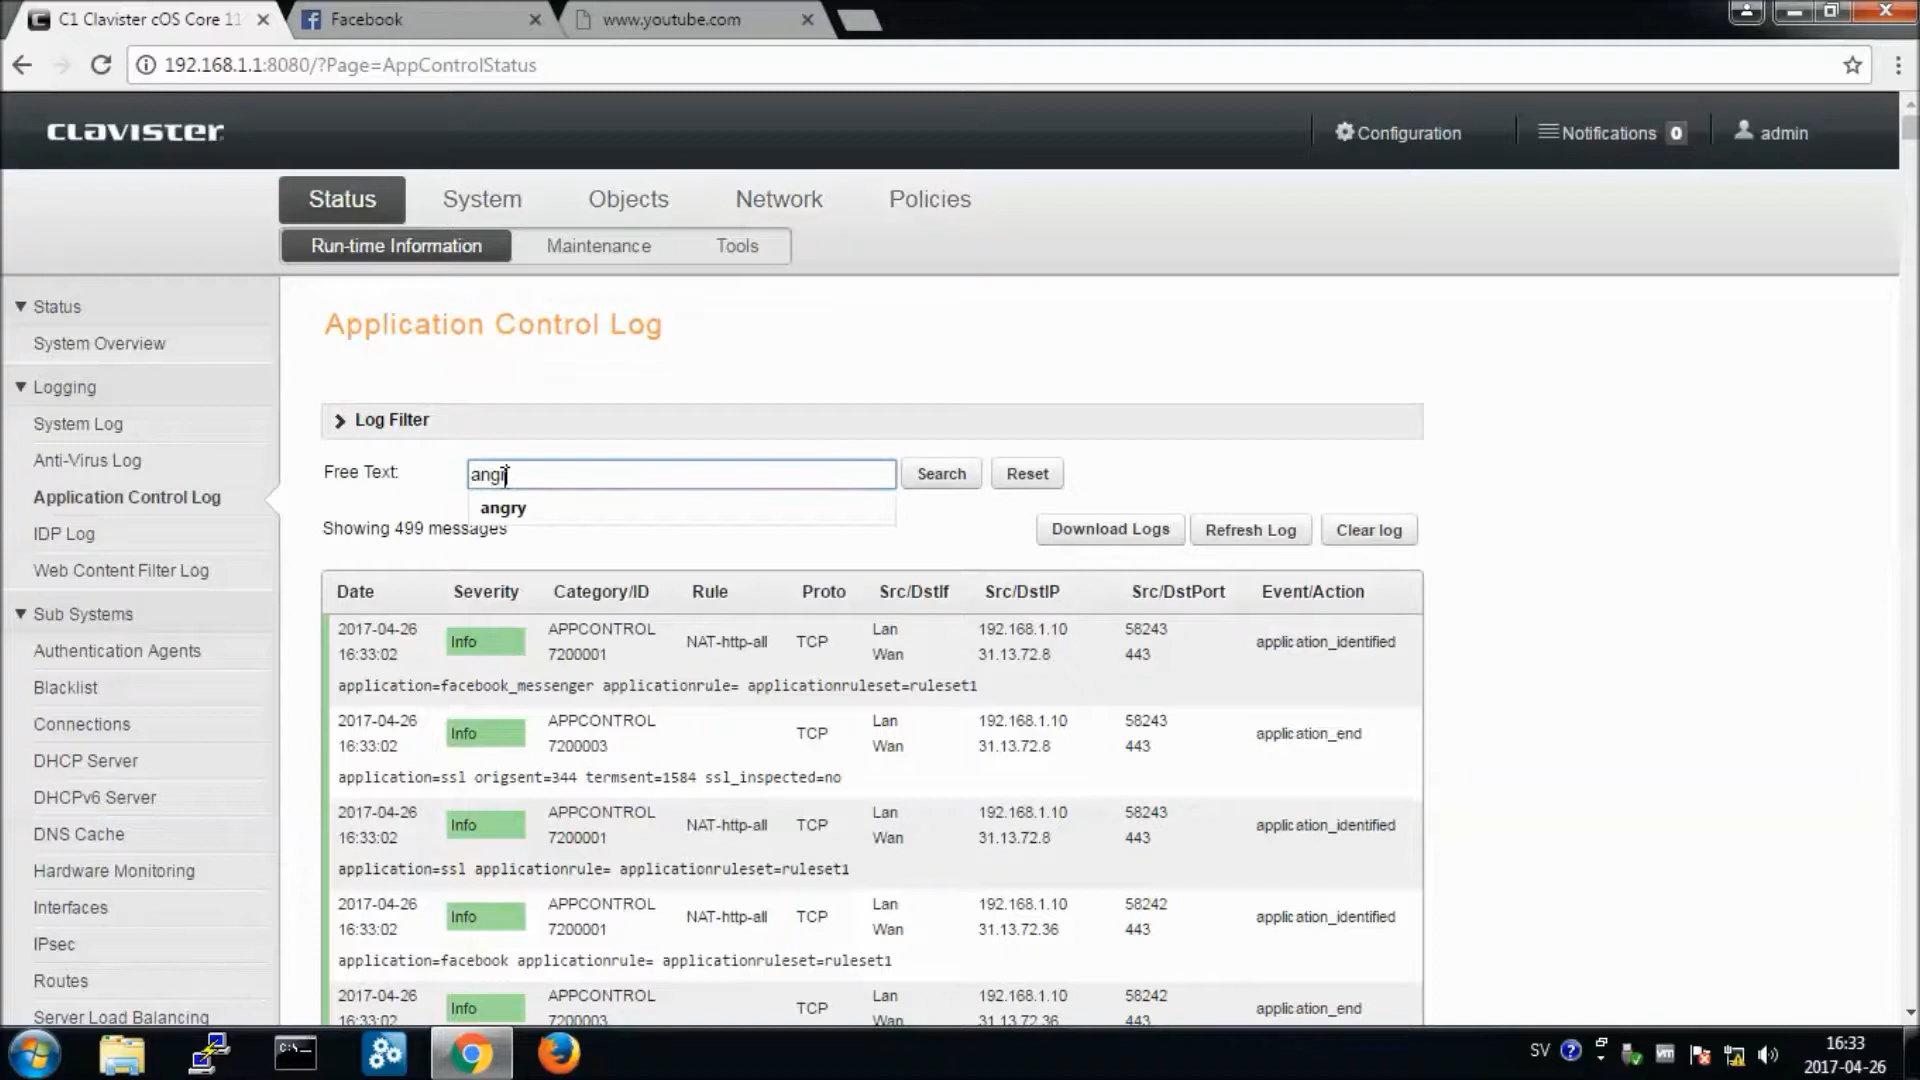 C1 Clavister cOS Core 11
Facebook
www.youtube.com
192.168.1.1:8080/?Page=AppControlStatus
CLAVISTER
Configuration
Notifications 0
admin
Status
System
Objects
Network
Policies
Run-time Information
Maintenance
Tools
Status
System Overview
Logging
System Log
Anti-Virus Log
Application Control Log
IDP Log
Web Content Filter Log
Sub Systems
Authentication Agents
Blacklist
Connections
DHCP Server
DHCPv6 Server
DNS Cache
Hardware Monitoring
Interfaces
IPsec
Routes
Server Load Balancing
Application Control Log
Log Filter
Free Text: angr Search Reset
angry
Showing 499 messages
Download Logs Refresh Log Clear log
Date Severity Category/ID Rule Proto Src/DstIf Src/DstIP Src/DstPort Event/Action
2017-04-26 APPCONTROL Lan 192.168.1.10 58243
Info NAT-http-all TCP application_identified
16:33:02 7200001 Wan 31.13.72.8 443
application=facebook_messenger applicationrule= applicationruleset=ruleset1
2017-04-26 APPCONTROL Lan 192.168.1.10 58243
Info TCP application_end
16:33:02 7200003 Wan 31.13.72.8 443
application=ssl origsent=344 termsent=1584 ssl_inspected=no
2017-04-26 APPCONTROL Lan 192.168.1.10 58243
Info NAT-http-all TCP application_identified
16:33:02 7200001 Wan 31.13.72.8 443
application=ssl applicationrule= applicationruleset=ruleset1
2017-04-26 APPCONTROL Lan 192.168.1.10 58242
Info NAT-http-all TCP application_identified
16:33:02 7200001 Wan 31.13.72.36 443
application=facebook applicationrule= applicationruleset=ruleset1
2017-04-26 APPCONTROL Lan 192.168.1.10 58242
Info TCP application_end
16:33:02 7200003 Wan 31.13.72.36 443
C:\
SV
vm
16:33
2017-04-26